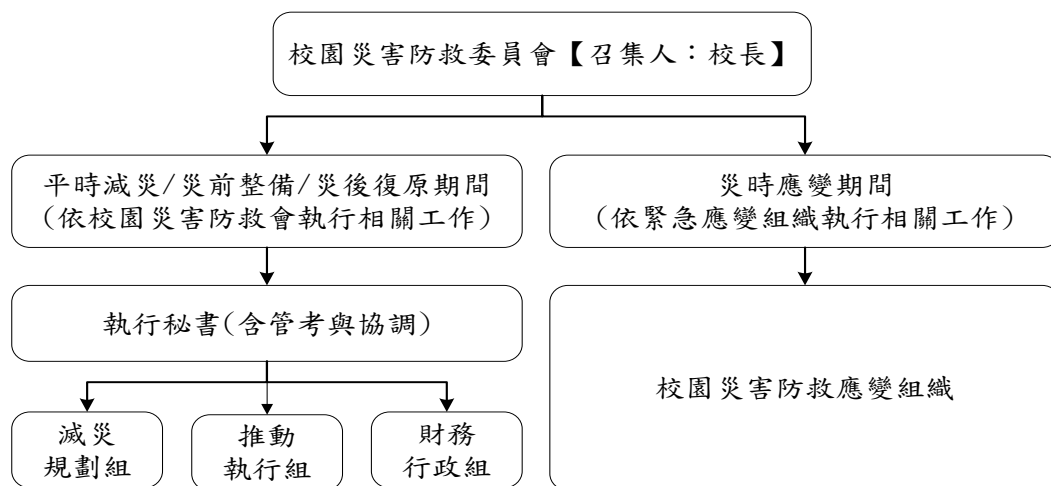 校園災害防救委員會【召集人：校長】
平時減災/災前整備/災後復原期間
(依校園災害防救會執行相關工作)
災時應變期間
(依緊急應變組織執行相關工作)
執行秘書(含管考與協調)
校園災害防救應變組織
減災
規劃組
推動
執行組
財務
行政組